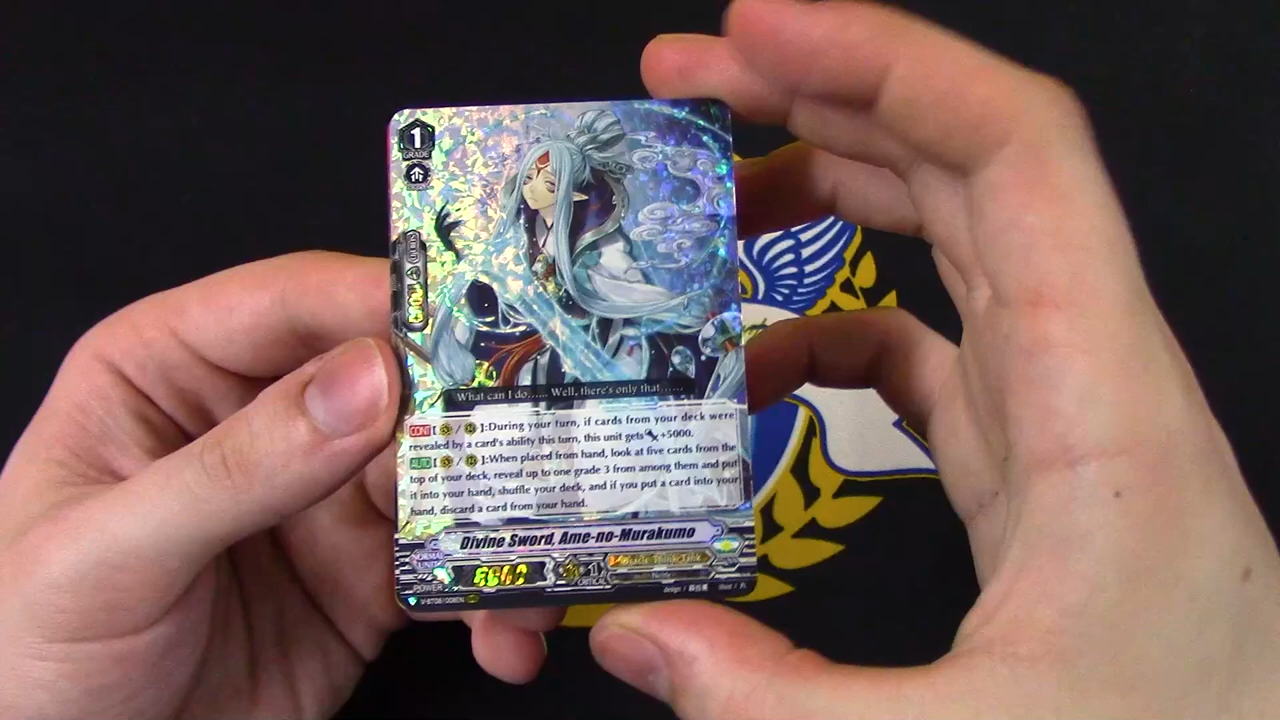 1
GRADE
What can I do...... Well, there's only that......
CONT[ / ]:During your turn, if cards from your deck were
revealed by a card's ability this turn, this unit gets +5000.
AUTO[ / ]:When placed from hand, look at five cards from the
top of your deck, reveal up to one grade 3 from among them and put
it into your hand, shuffle your deck, and if you put a card into your
hand, discard a card from your hand.
Divine Sword, Ame-no-Murakumo
NORMAL
UNIT
POWER
1
CRITICAL
Oracle Think Tank
Noble